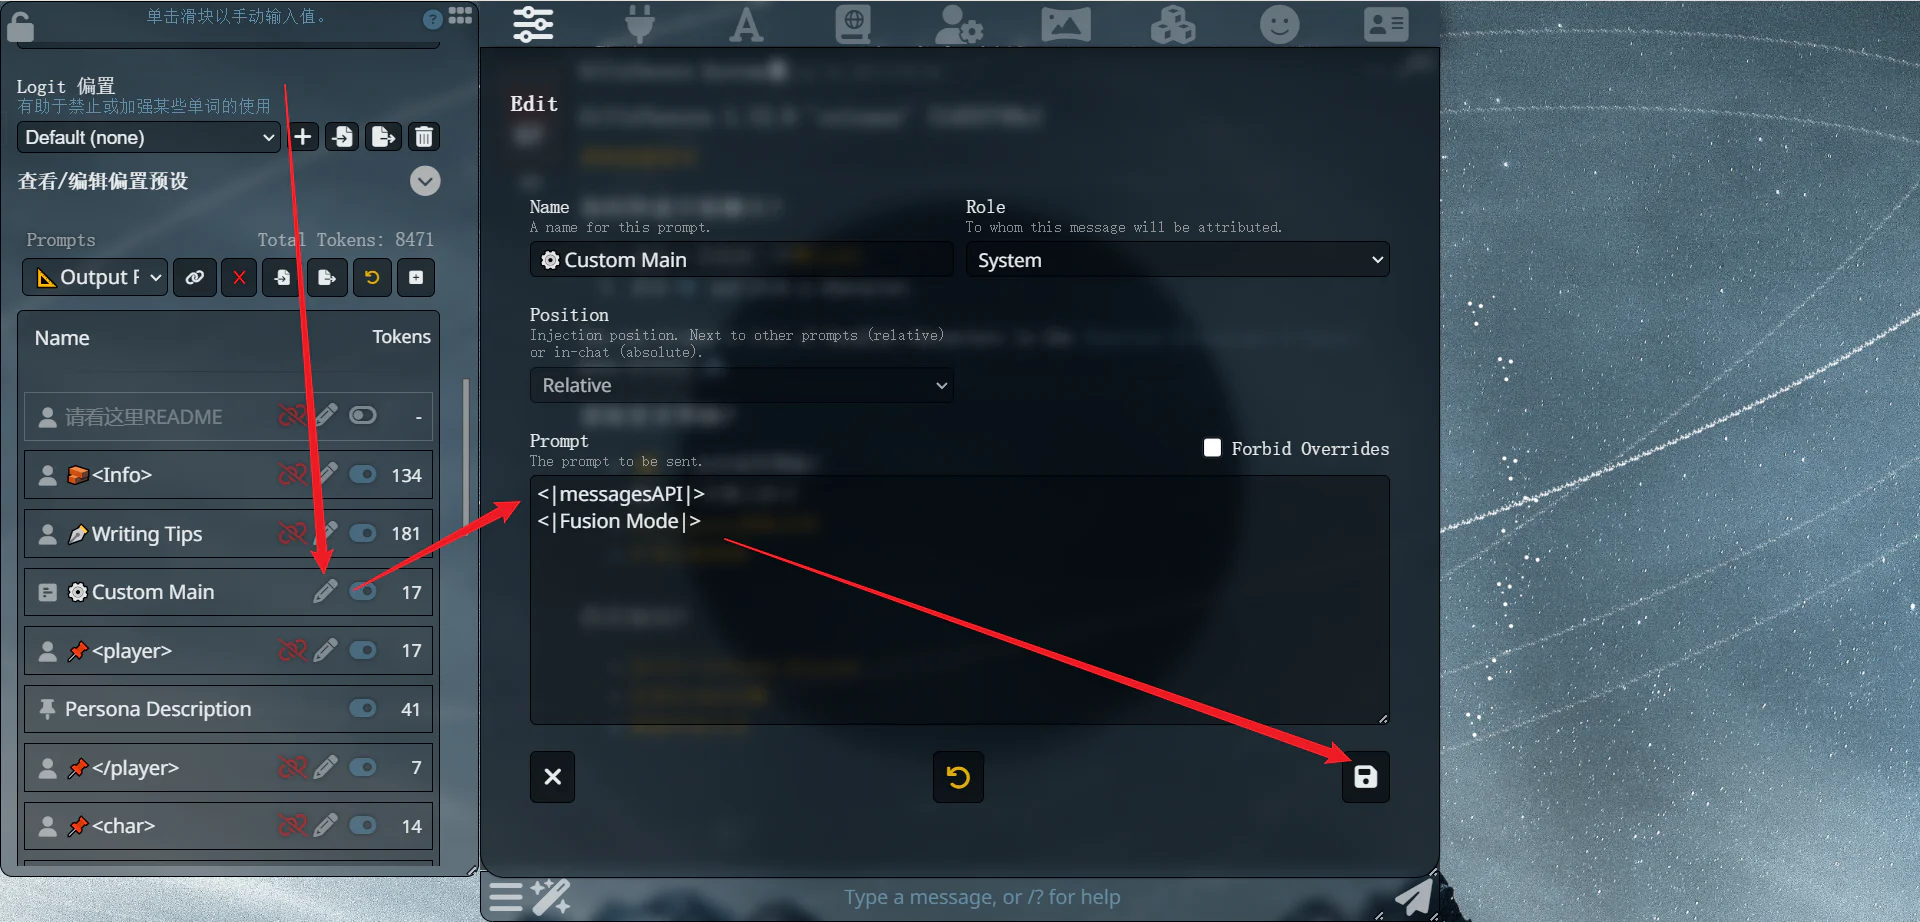 单击滑块以手动输入值。
?
Logit 偏置
有助于禁止或加强某些单词的使用
Default (none)
查看/编辑偏置预设
Prompts
Total Tokens: 8471
Output F
Name
Tokens
请看这里README
-
<Info>
134
Writing Tips
181
Custom Main
17
<player>
17
Persona Description
41
</player>
7
<char>
14
Edit
Name
A name for this prompt.
Custom Main
Role
To whom this message will be attributed.
System
Position
Injection position. Next to other prompts (relative)
or in-chat (absolute).
Relative
Prompt
The prompt to be sent.
Forbid Overrides
<|messagesAPI|>
<|Fusion Mode|>
Type a message, or /? for help